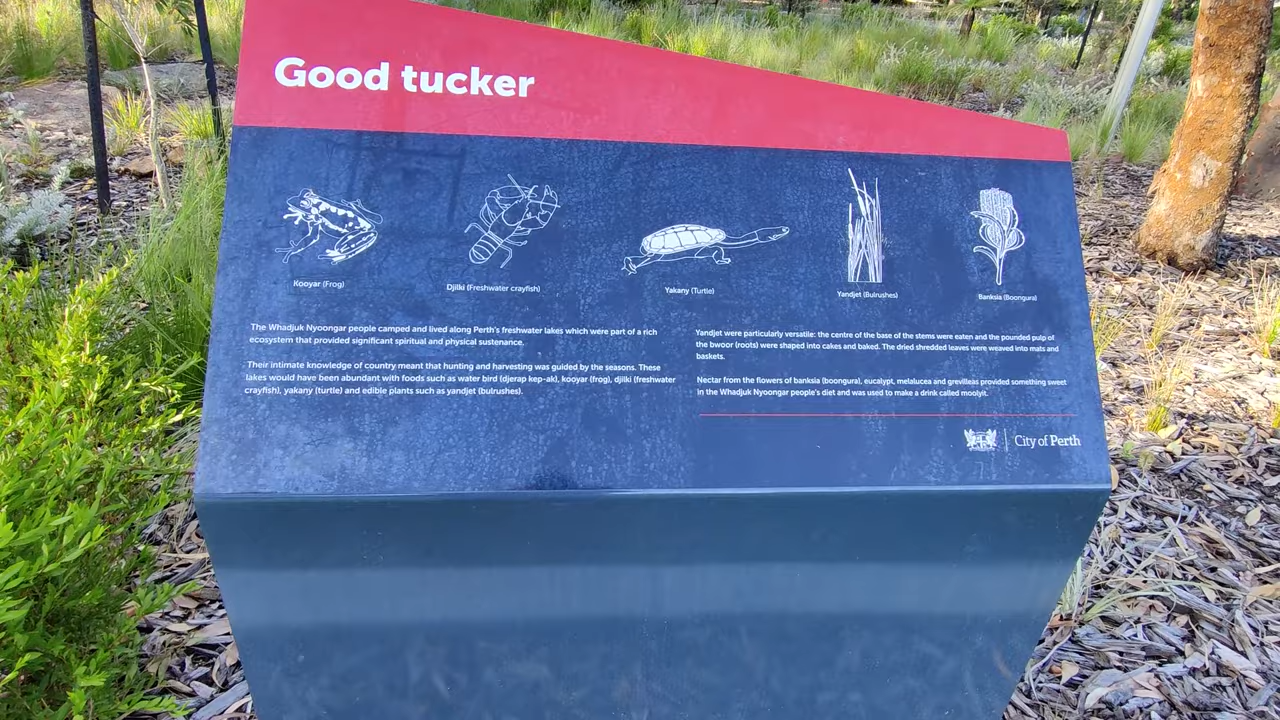 Good tucker
Kooyar (Frog)
Djilki (Freshwater crayfish)
Yakany (Turtle)
Yandjet (Bulrushes)
Banksia (Boongura)
The Whadjuk Nyoongar people camped and lived along Perth's freshwater lakes which were part of a rich
ecosystem that provided significant spiritual and physical sustenance.
Their intimate knowledge of country meant that hunting and harvesting was guided by the seasons. These
lakes would have been abundant with foods such as water bird (djerap kep-ak), kooyar (frog), djilki (freshwater
crayfish), yakany (turtle) and edible plants such as yandjet (bulrushes).
Yandjet were particularly versatile: the centre of the base of the stems were eaten and the pounded pulp of
the bwoor (roots) were shaped into cakes and baked. The dried shredded leaves were weaved into mats and
baskets.
Nectar from the flowers of banksia (boongura), eucalypt, melalucea and grevilleas provided something sweet
in the Whadjuk Nyoongar people's diet and was used to make a drink called moolyit.
City of Perth